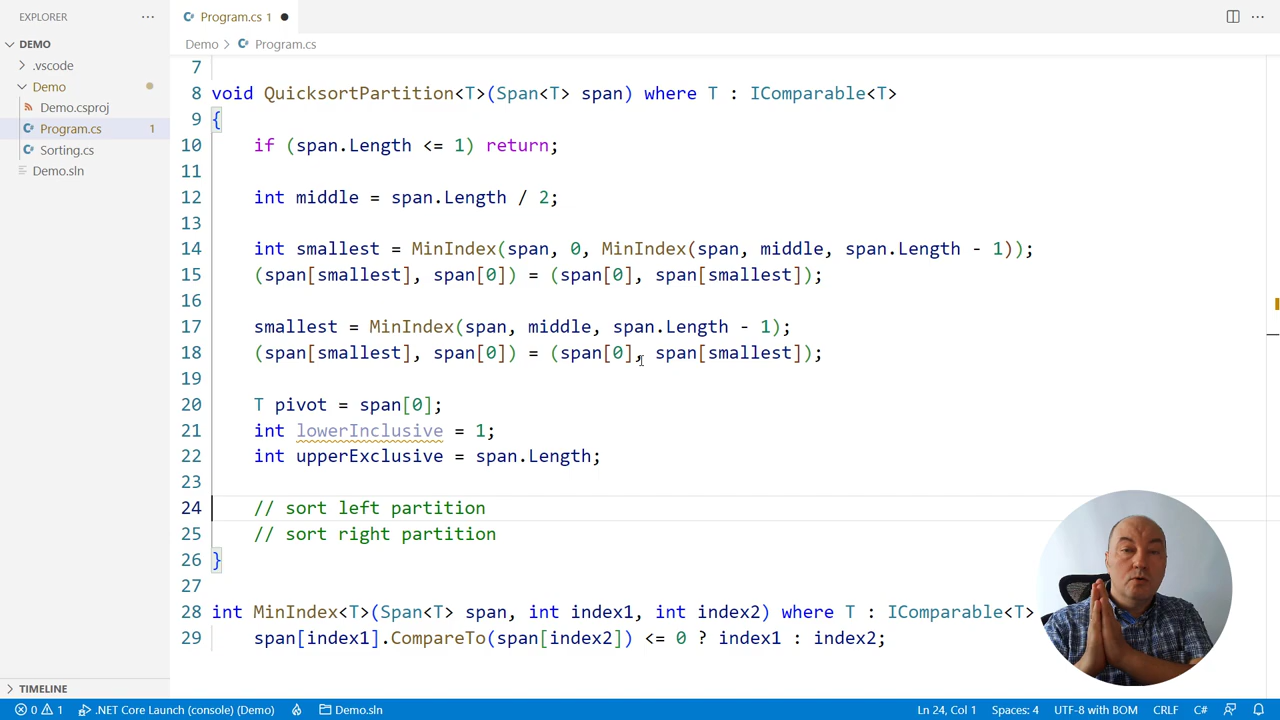 EXPLORER
Program.cs 1
DEMO
Demo
Program.cs
.vscode
Demo
Demo.csproj
Program.cs 1
Sorting.cs
Demo.sln
7
8 void QuicksortPartition<T>(Span<T> span) where T : IComparable<T>
9 {
10 if (span.Length <= 1) return;
11
12 int middle = span.Length / 2;
13
14 int smallest = MinIndex(span, 0, MinIndex(span, middle, span.Length - 1));
15 (span[smallest], span[0]) = (span[0], span[smallest]);
16
17 smallest = MinIndex(span, middle, span.Length - 1);
18 (span[smallest], span[0]) = (span[0], span[smallest]);
19
20 T pivot = span[0];
21 int lowerInclusive = 1;
22 int upperExclusive = span.Length;
23
24 // sort left partition
25 // sort right partition
26 }
27
28 int MinIndex<T>(Span<T> span, int index1, int index2) where T : IComparable<T>
29 span[index1].CompareTo(span[index2]) <= 0 ? index1 : index2;
TIMELINE
0 1 .NET Core Launch (console) (Demo) Demo.sln Ln 24, Col 1 Spaces: 4 UTF-8 with BOM CRLF C#